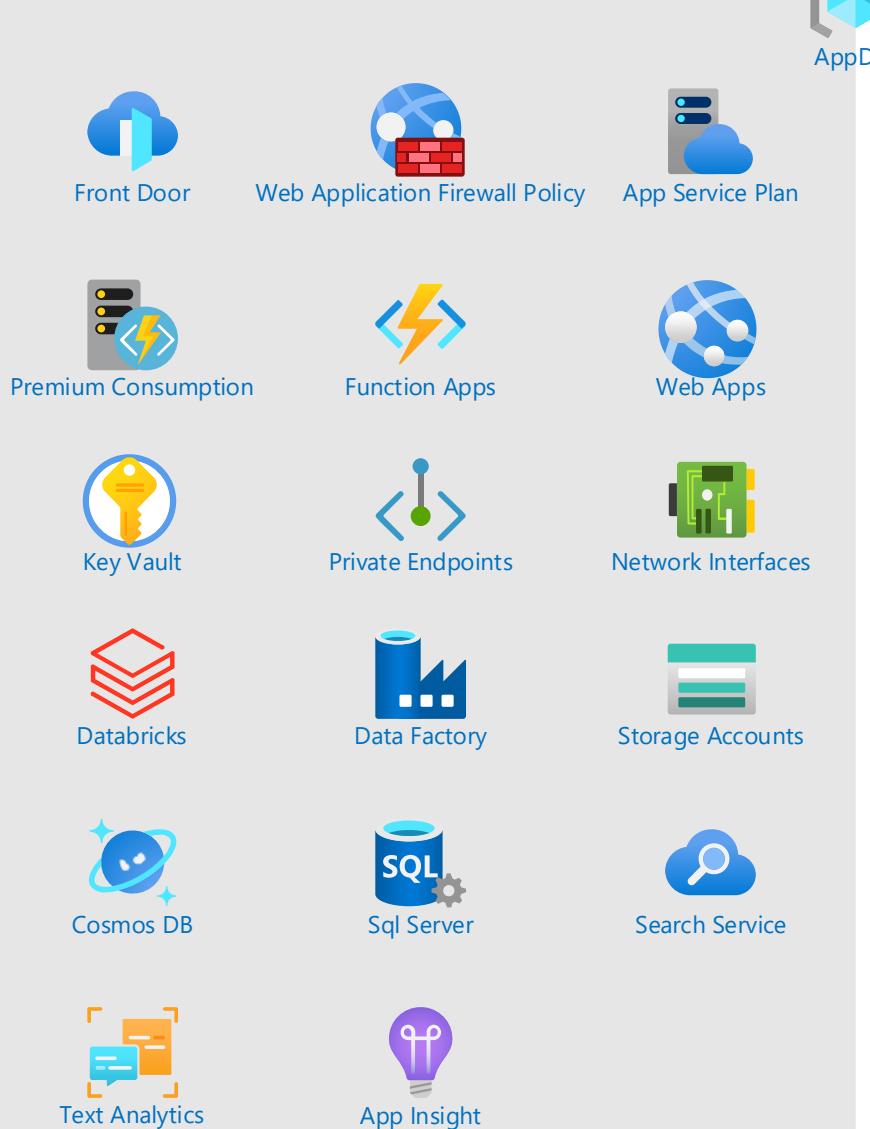 AppD
Front Door
Web Application Firewall Policy
App Service Plan
Premium Consumption
Function Apps
Web Apps
Key Vault
Private Endpoints
Network Interfaces
Databricks
Data Factory
Storage Accounts
SQL
Cosmos DB
Sql Server
Search Service
Text Analytics
App Insight